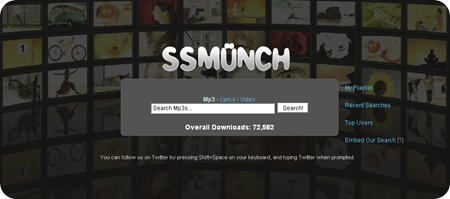 SSMÜNCH
Mp3 - Lyrics - Video
Search Mp3s...
Search!
Overall Downloads: 72,582
My Playlist
Recent Searches
Top Users
Embed Our Search [?]
You can follow us on Twitter by pressing Shift+Space on your keyboard, and typing Twitter when prompted.
1